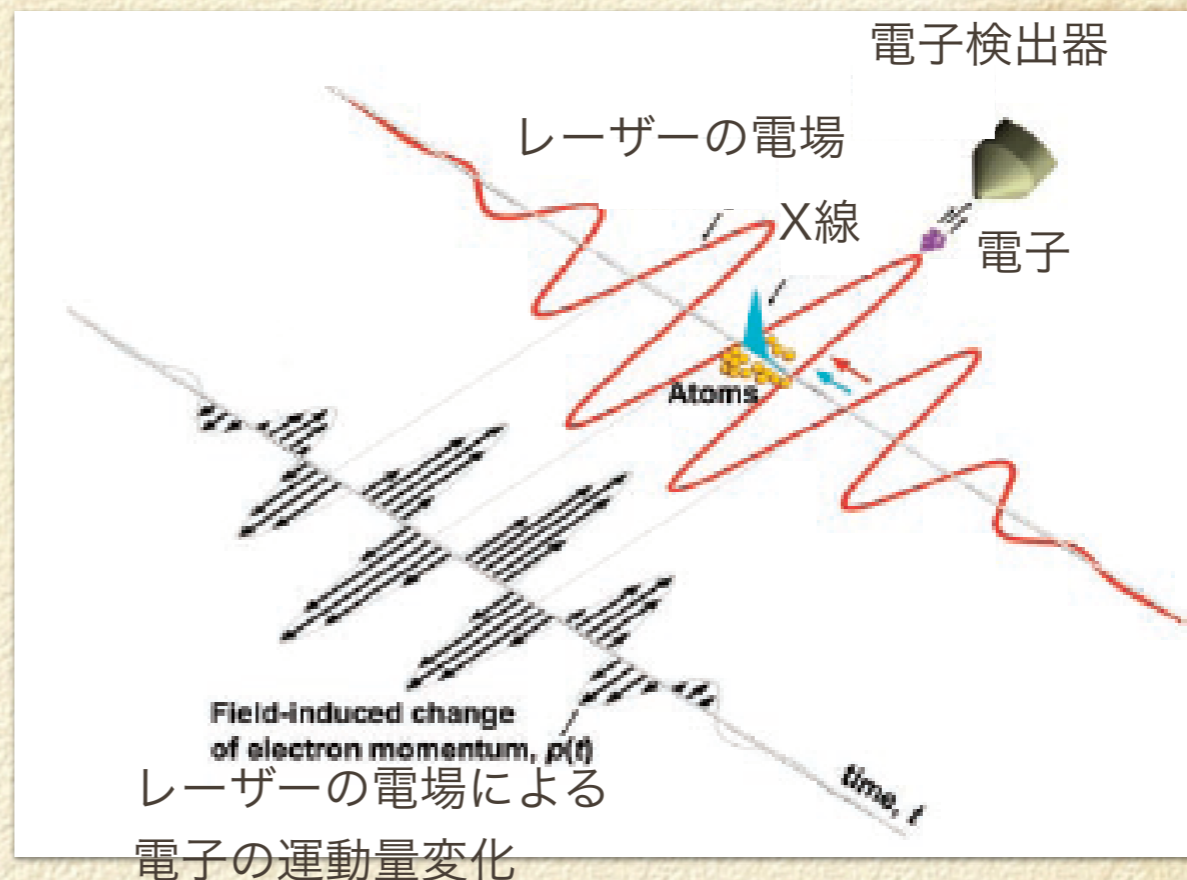 電子検出器
レーザーの電場
X線
電子
Atoms
Field-induced change
of electron momentum, p(t)
time, t
レーザーの電場による
電子の運動量変化